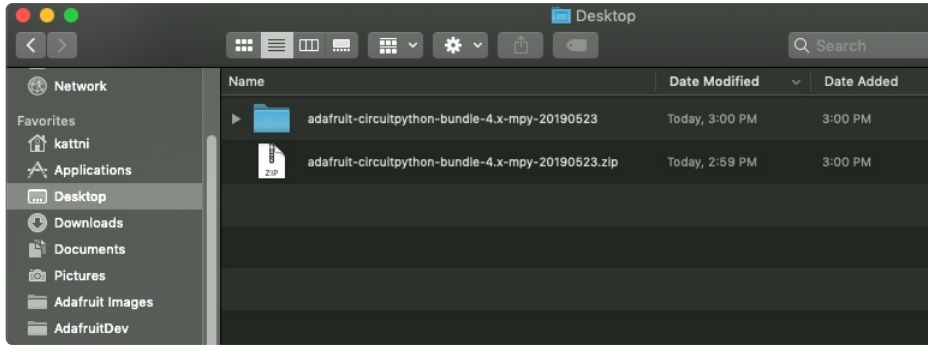 Desktop
Search
Network
Favorites
kattni
Applications
Desktop
Downloads
Documents
Pictures
Adafruit Images
AdafruitDev
Name Date Modified Date Added
adafruit-circuitpython-bundle-4.x-mpy-20190523 Today, 3:00 PM 3:00 PM
adafruit-circuitpython-bundle-4.x-mpy-20190523.zip Today, 2:59 PM 3:00 PM
ZIP